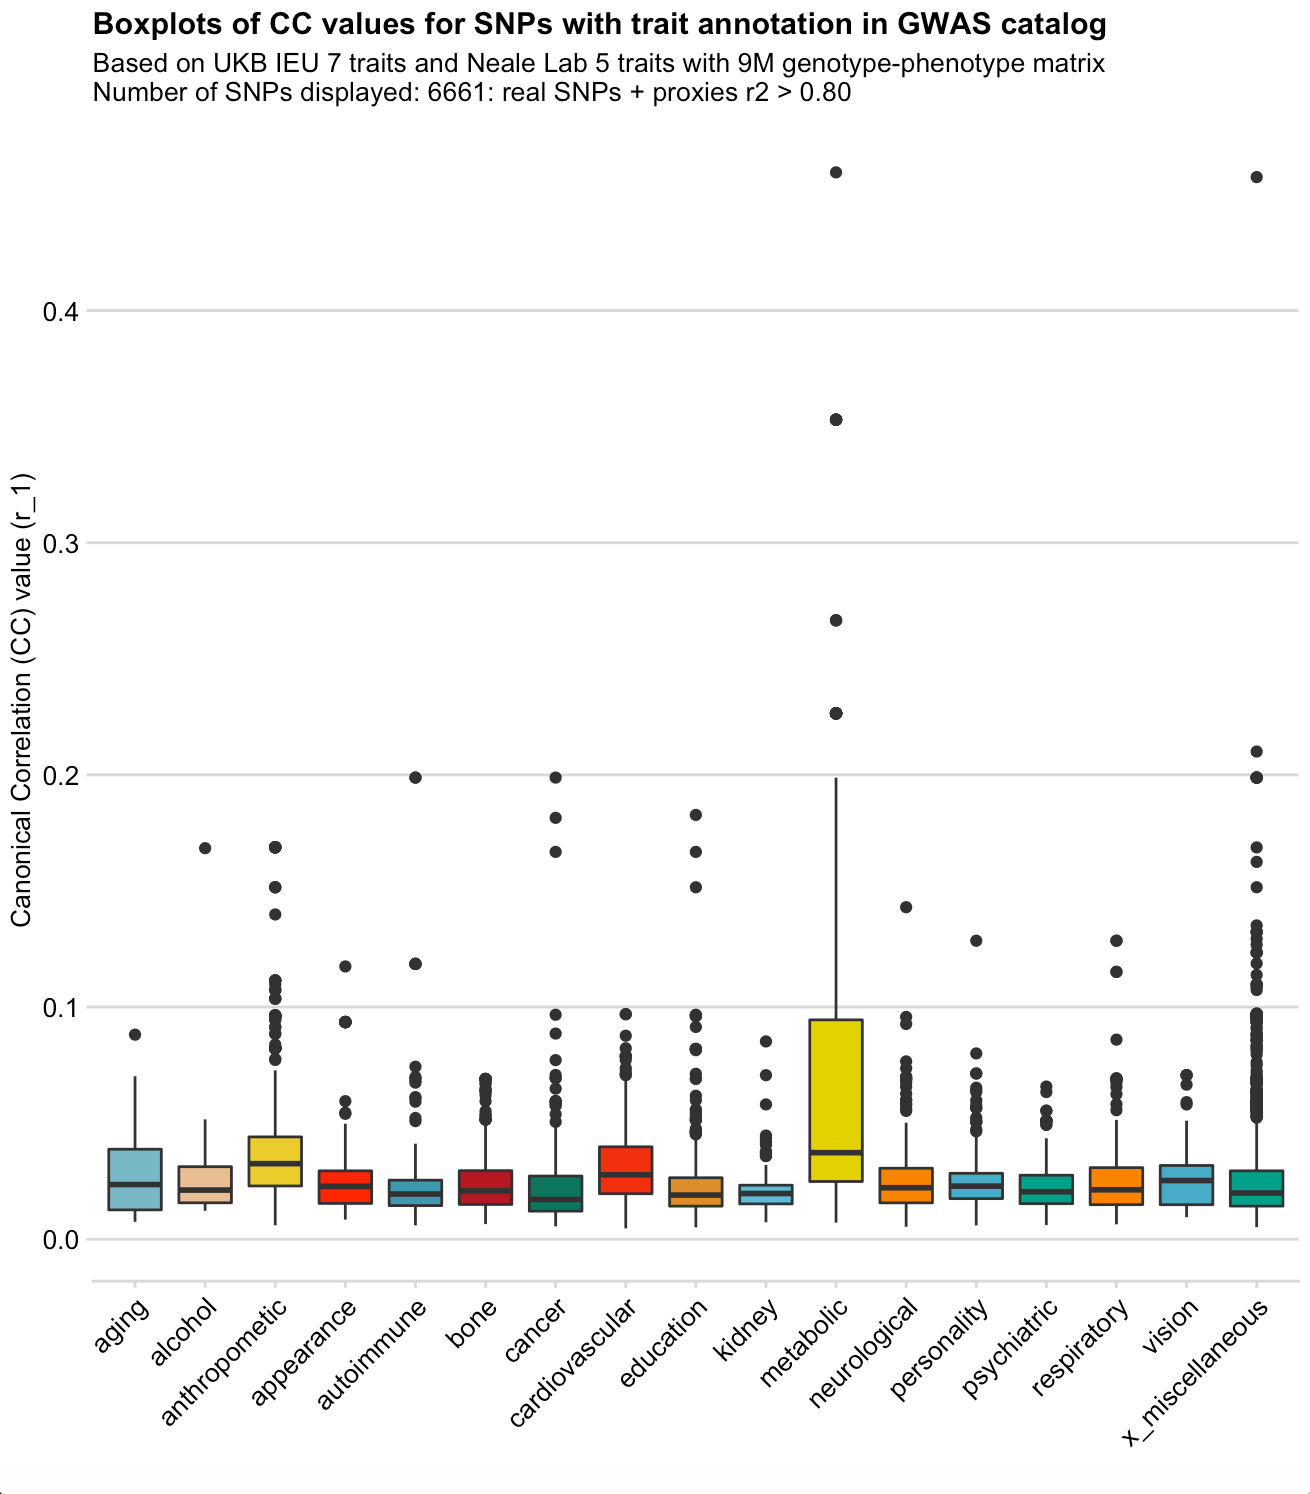 Boxplots of CC values for SNPs with trait annotation in GWAS catalog
Based on UKB IEU 7 traits and Neale Lab 5 traits with 9M genotype-phenotype matrix
Number of SNPs displayed: 6661: real SNPs + proxies r2 > 0.80
Canonical Correlation (CC) value (r_1)
0.4
0.3
0.2
0.1
0.0
aging
alcohol
anthropometic
appearance
autoimmune
bone
cancer
cardiovascular
education
kidney
metabolic
neurological
personality
psychiatric
respiratory
vision
x_miscellaneous